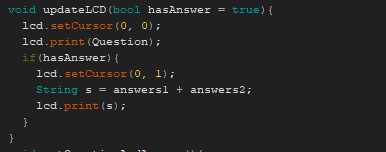 void updateLCD(bool hasAnswer = true){
lcd.setCursor(0, 0);
lcd.print(Question);
if(hasAnswer){
lcd.setCursor(0, 1);
String s = answers1 + answers2;
lcd.print(s);
}
}